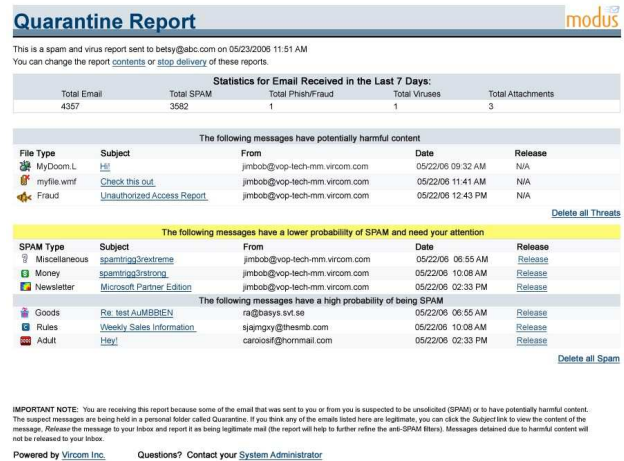 Quarantine Report
modus
This is a spam and virus report sent to betsy@abc.com on 05/23/2006 11:51 AM
You can change the report contents or stop delivery of these reports.
Statistics for Email Received in the Last 7 Days:
Total Email Total SPAM Total Phish/Fraud Total Viruses Total Attachments
4357 3582 1 1 3
The following messages have potentially harmful content
File Type Subject From Date Release
MyDoom.L Hi! jimbob@vop-tech-mm.vircom.com 05/22/06 09:32 AM N/A
myfile.wmf Check this out jimbob@vop-tech-mm.vircom.com 05/22/06 11:41 AM N/A
Fraud Unauthorized Access Report jimbob@vop-tech-mm.vircom.com 05/22/06 12:43 PM N/A
Delete all Threats
The following messages have a lower probabililty of SPAM and need your attention
SPAM Type Subject From Date Release
Miscellaneous spamtrigg3rextreme jimbob@vop-tech-mm.vircom.com 05/22/06 06:55 AM Release
Money spamtrigg3rstrong jimbob@vop-tech-mm.vircom.com 05/22/06 10:08 AM Release
Newsletter Microsoft Partner Edition jimbob@vop-tech-mm.vircom.com 05/22/06 02:33 PM Release
The following messages have a high probability of being SPAM
Goods Re: test AuMBBtEN ra@basys.svt.se 05/22/06 06:55 AM Release
Rules Weekly Sales Information sjajmgxy@thesmb.com 05/22/06 10:08 AM Release
Adult Hey! caroiosif@hornmail.com 05/22/06 02:33 PM Release
Delete all Spam
IMPORTANT NOTE: You are receiving this report because some of the email that was sent to you or from you is suspected to be unsolicited (SPAM) or to have potentially harmful content.
The suspect messages are being held in a personal folder called Quarantine. If you think any of the emails listed here are legitimate, you can click the Subject link to view the content of the
message, Release the message to your Inbox and report it as being legitimate mail (the report will help to further refine the anti-SPAM filters). Messages detained due to harmful content will
not be released to your Inbox.
Powered by Vircom Inc. Questions? Contact your System Administrator